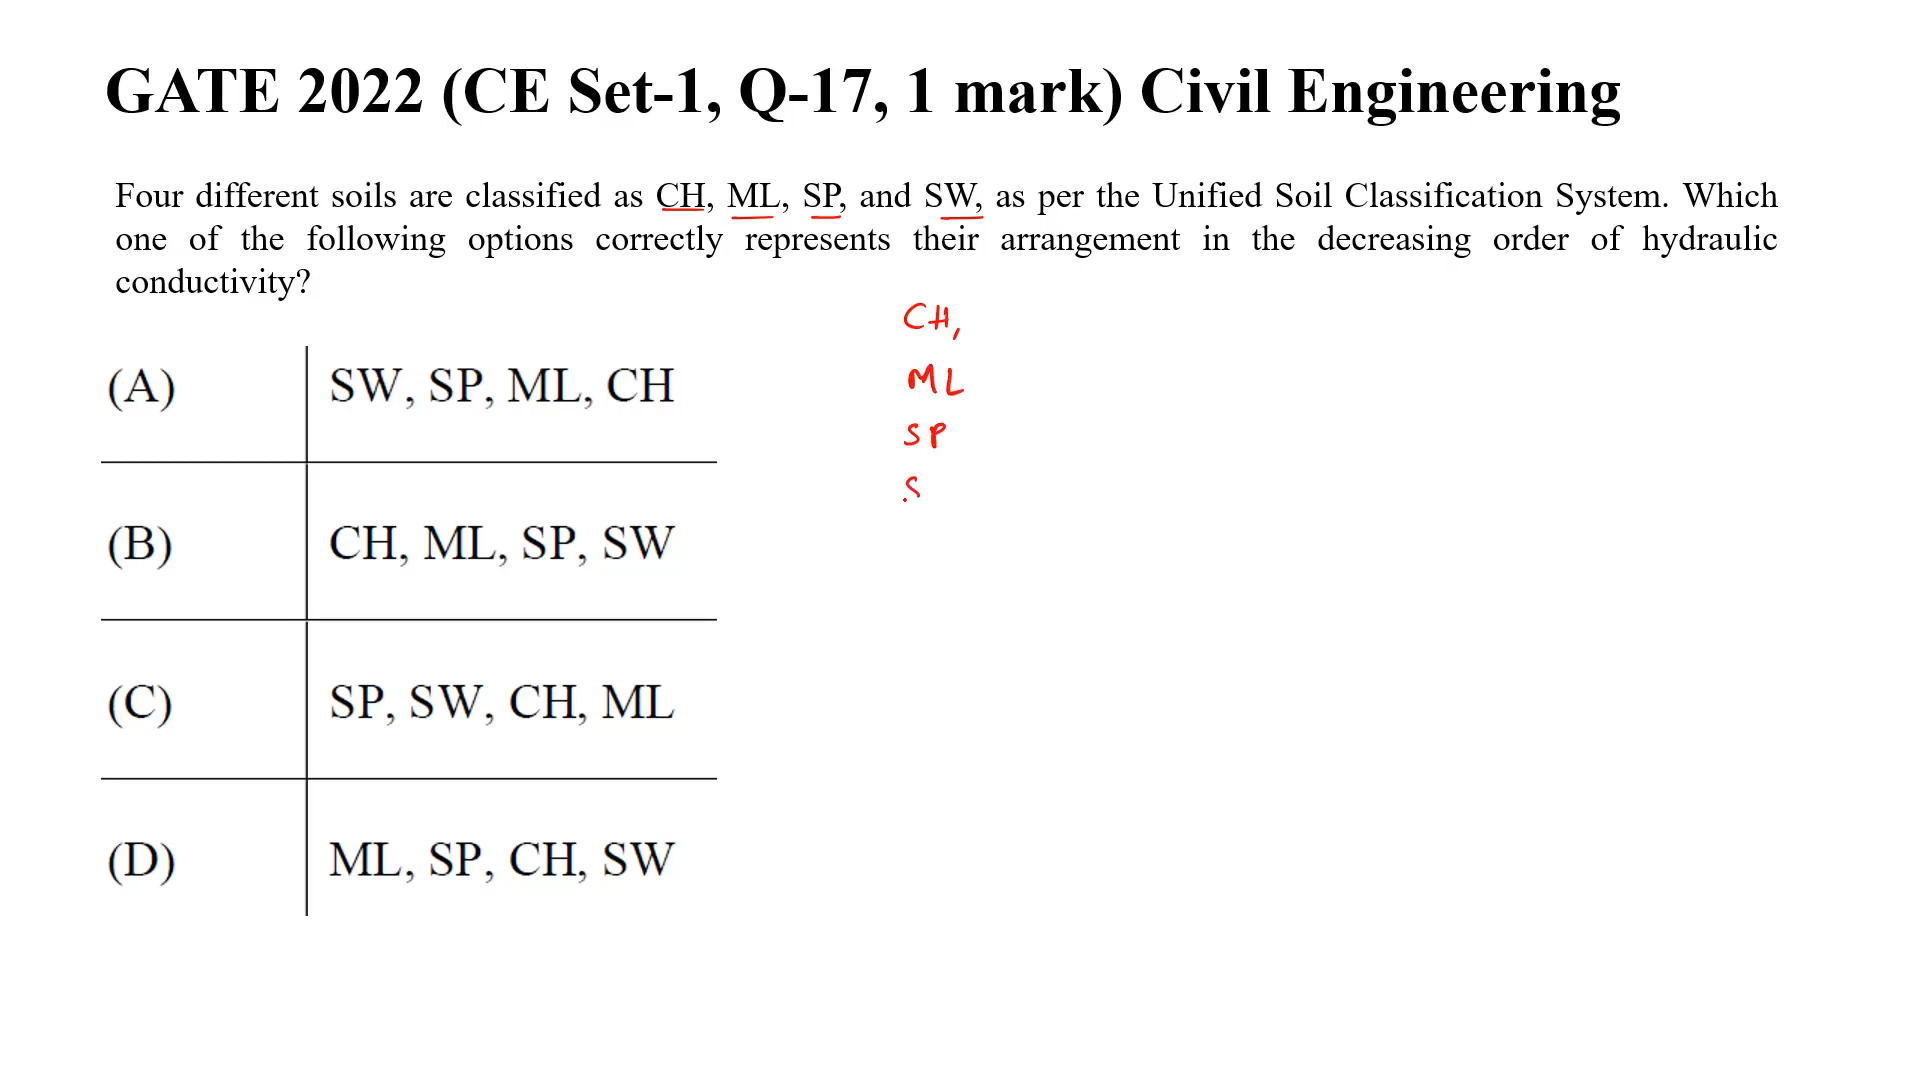 GATE 2022 (CE Set-1, Q-17, 1 mark) Civil Engineering
Four different soils are classified as CH, ML, SP, and SW, as per the Unified Soil Classification System. Which
one of the following options correctly represents their arrangement in the decreasing order of hydraulic
conductivity?
CH,
ML
SP
S
(A) SW, SP, ML, CH
(B) CH, ML, SP, SW
(C) SP, SW, CH, ML
(D) ML, SP, CH, SW